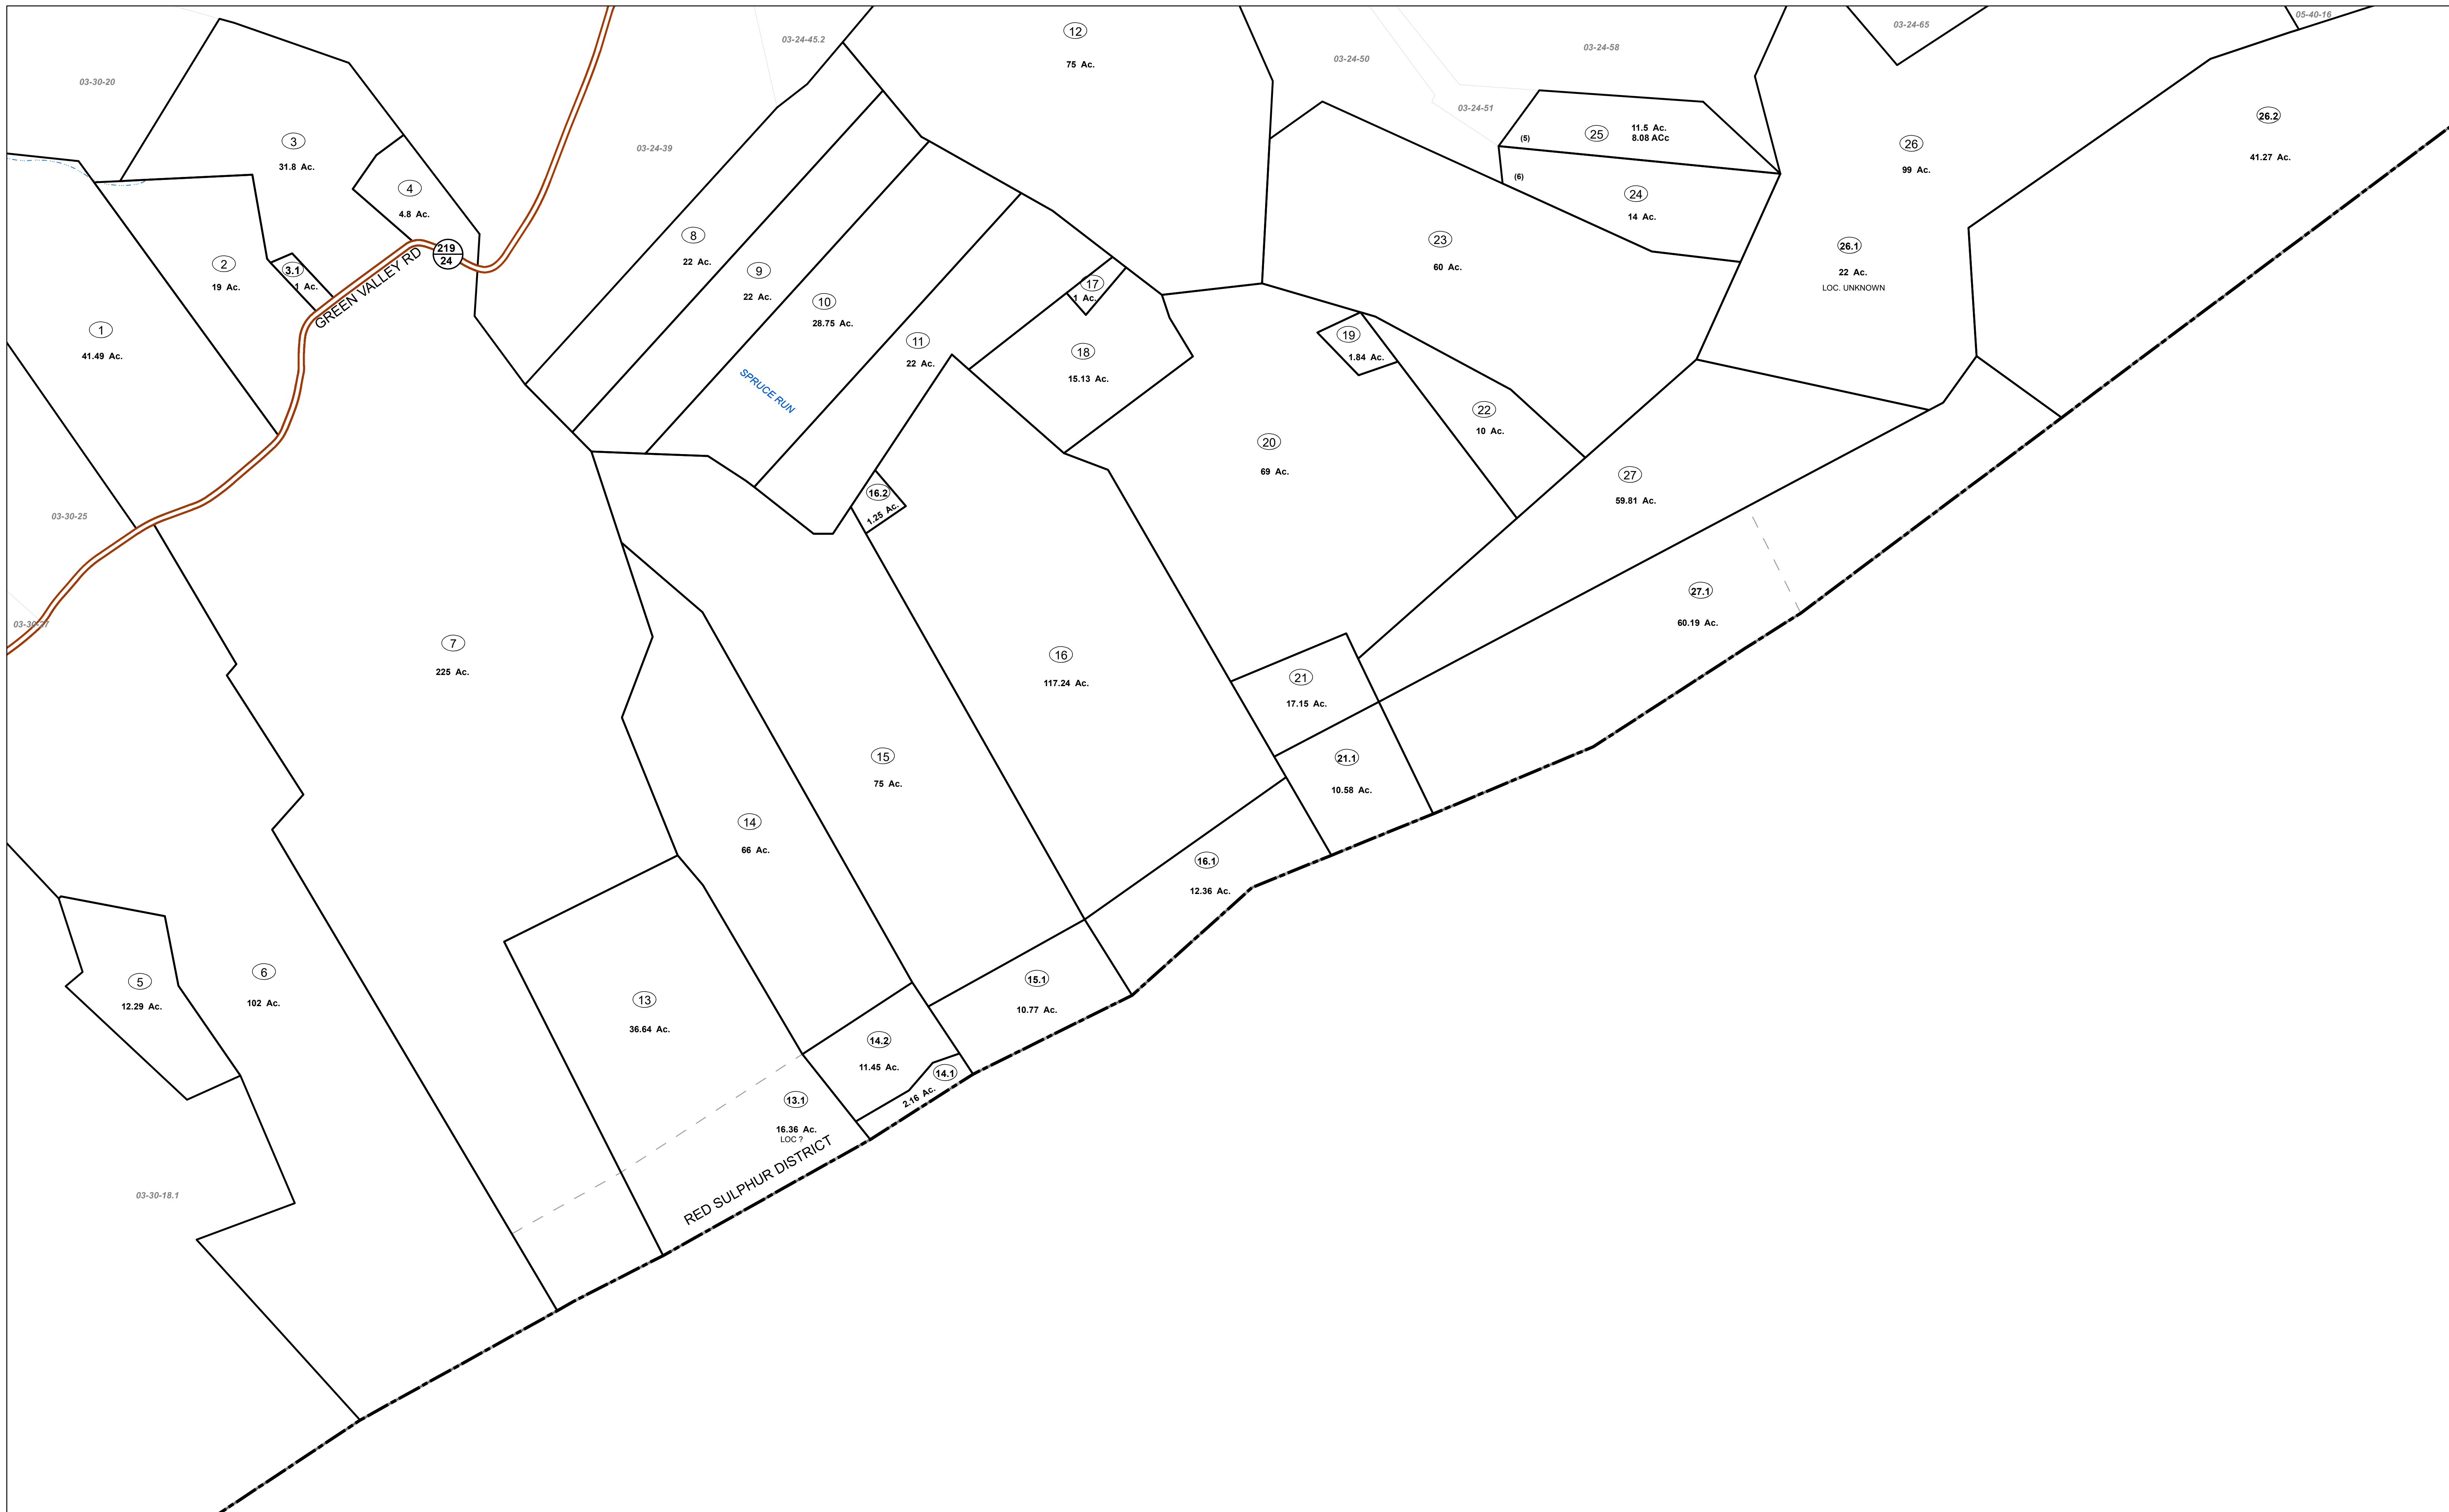 12
75 Ac.
03-24-65
05-40-16
03-24-45.2
03-24-58
03-24-50
03-30-20
03-24-51
26.2
41.27 Ac.
(5)
25
11.5 Ac.
8.08 ACc
26
99 Ac.
3
31.8 Ac.
03-24-39
4
4.8 Ac.
(6)
24
14 Ac.
8
22 Ac.
23
60 Ac.
26.1
22 Ac.
LOC. UNKNOWN
219
24
2
19 Ac.
3.1
1 Ac.
GREEN VALLEY RD
9
22 Ac.
10
28.75 Ac.
17
1 Ac.
1
41.49 Ac.
11
22 Ac.
18
15.13 Ac.
19
1.84 Ac.
SPRUCE RUN
22
10 Ac.
20
69 Ac.
27
59.81 Ac.
16.2
1.25 Ac.
03-30-25
27.1
60.19 Ac.
03-30-27
7
225 Ac.
16
117.24 Ac.
21
17.15 Ac.
15
75 Ac.
21.1
10.58 Ac.
14
66 Ac.
16.1
12.36 Ac.
5
12.29 Ac.
6
102 Ac.
13
36.64 Ac.
15.1
10.77 Ac.
14.2
11.45 Ac.
14.1
2.16 Ac.
13.1
16.36 Ac.
LOC ?
RED SULPHUR DISTRICT
03-30-18.1